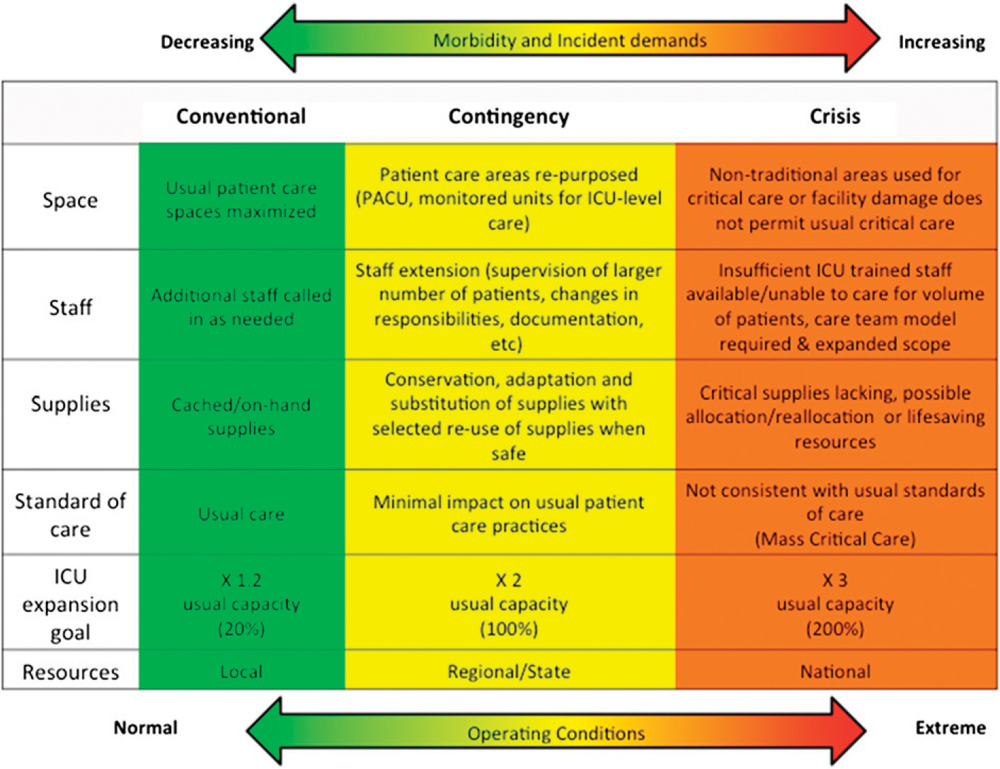 Decreasing
Morbidity and Incident demands
Increasing
Conventional
Contingency
Crisis
Space
Usual patient care
spaces maximized
Patient care areas re-purposed
(PACU, monitored units for ICU-level
care)
Non-traditional areas used for
critical care or facility damage does
not permit usual critical care
Staff
Additional staff called
in as needed
Staff extension (supervision of larger
number of patients, changes in
responsibilities, documentation,
etc)
Insufficient ICU trained staff
available/unable to care for volume
of patients, care team model
required & expanded scope
Supplies
Cached/on-hand
supplies
Conservation, adaptation and
substitution of supplies with
selected re-use of supplies when
safe
Critical supplies lacking, possible
allocation/reallocation or lifesaving
resources
Standard of
care
Usual care
Minimal impact on usual patient
care practices
Not consistent with usual standards
of care
(Mass Critical Care)
ICU
expansion
goal
X 1.2
usual capacity
(20%)
X 2
usual capacity
(100%)
X 3
usual capacity
(200%)
Resources
Local
Regional/State
National
Normal
Operating Conditions
Extreme